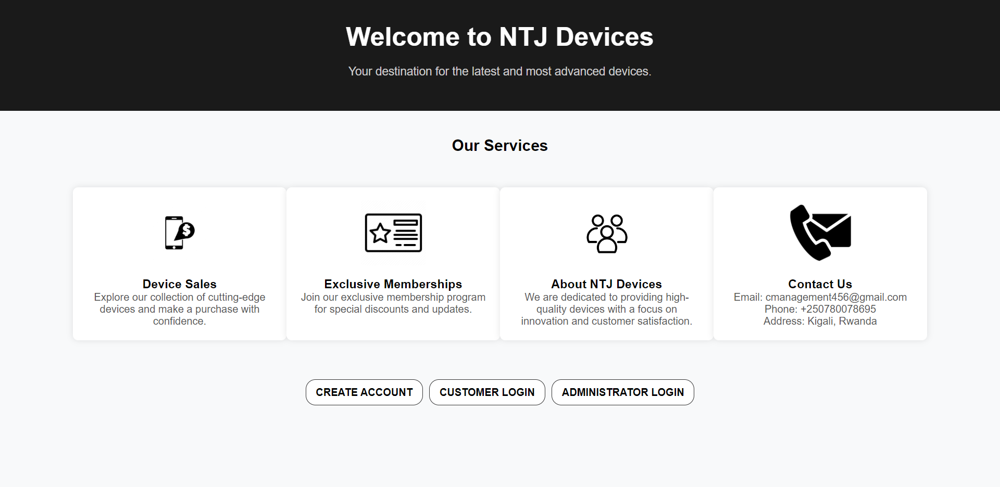 Welcome to NTJ Devices
Your destination for the latest and most advanced devices.
Our Services
Device Sales
Explore our collection of cutting-edge
devices and make a purchase with
confidence.
Exclusive Memberships
Join our exclusive membership program
for special discounts and updates.
About NTJ Devices
We are dedicated to providing high-
quality devices with a focus on
innovation and customer satisfaction.
Contact Us
Email: cmanagement456@gmail.com
Phone: +250780078695
Address: Kigali, Rwanda
CREATE ACCOUNT
CUSTOMER LOGIN
ADMINISTRATOR LOGIN